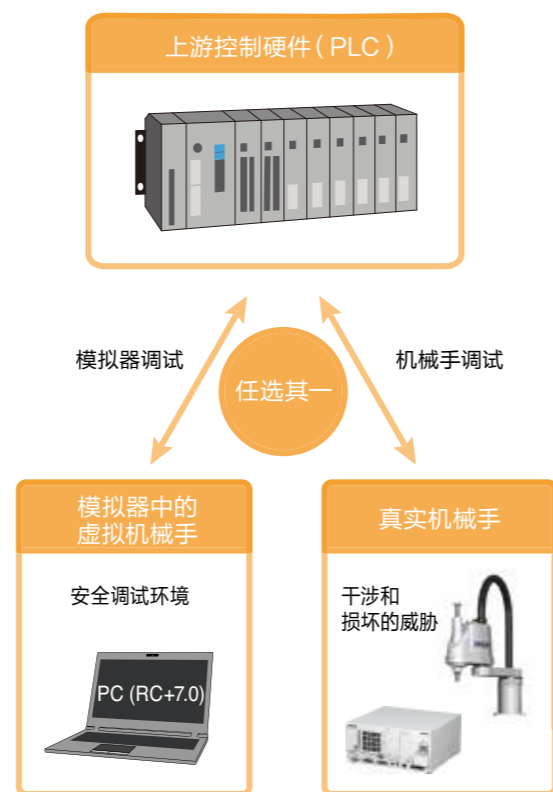 上游控制硬件(PLC)
模拟器调试
机械手调试
任选其一
模拟器中的
虚拟机械手
真实机械手
安全调试环境
干涉和
损坏的威胁
PC (RC+7.0)